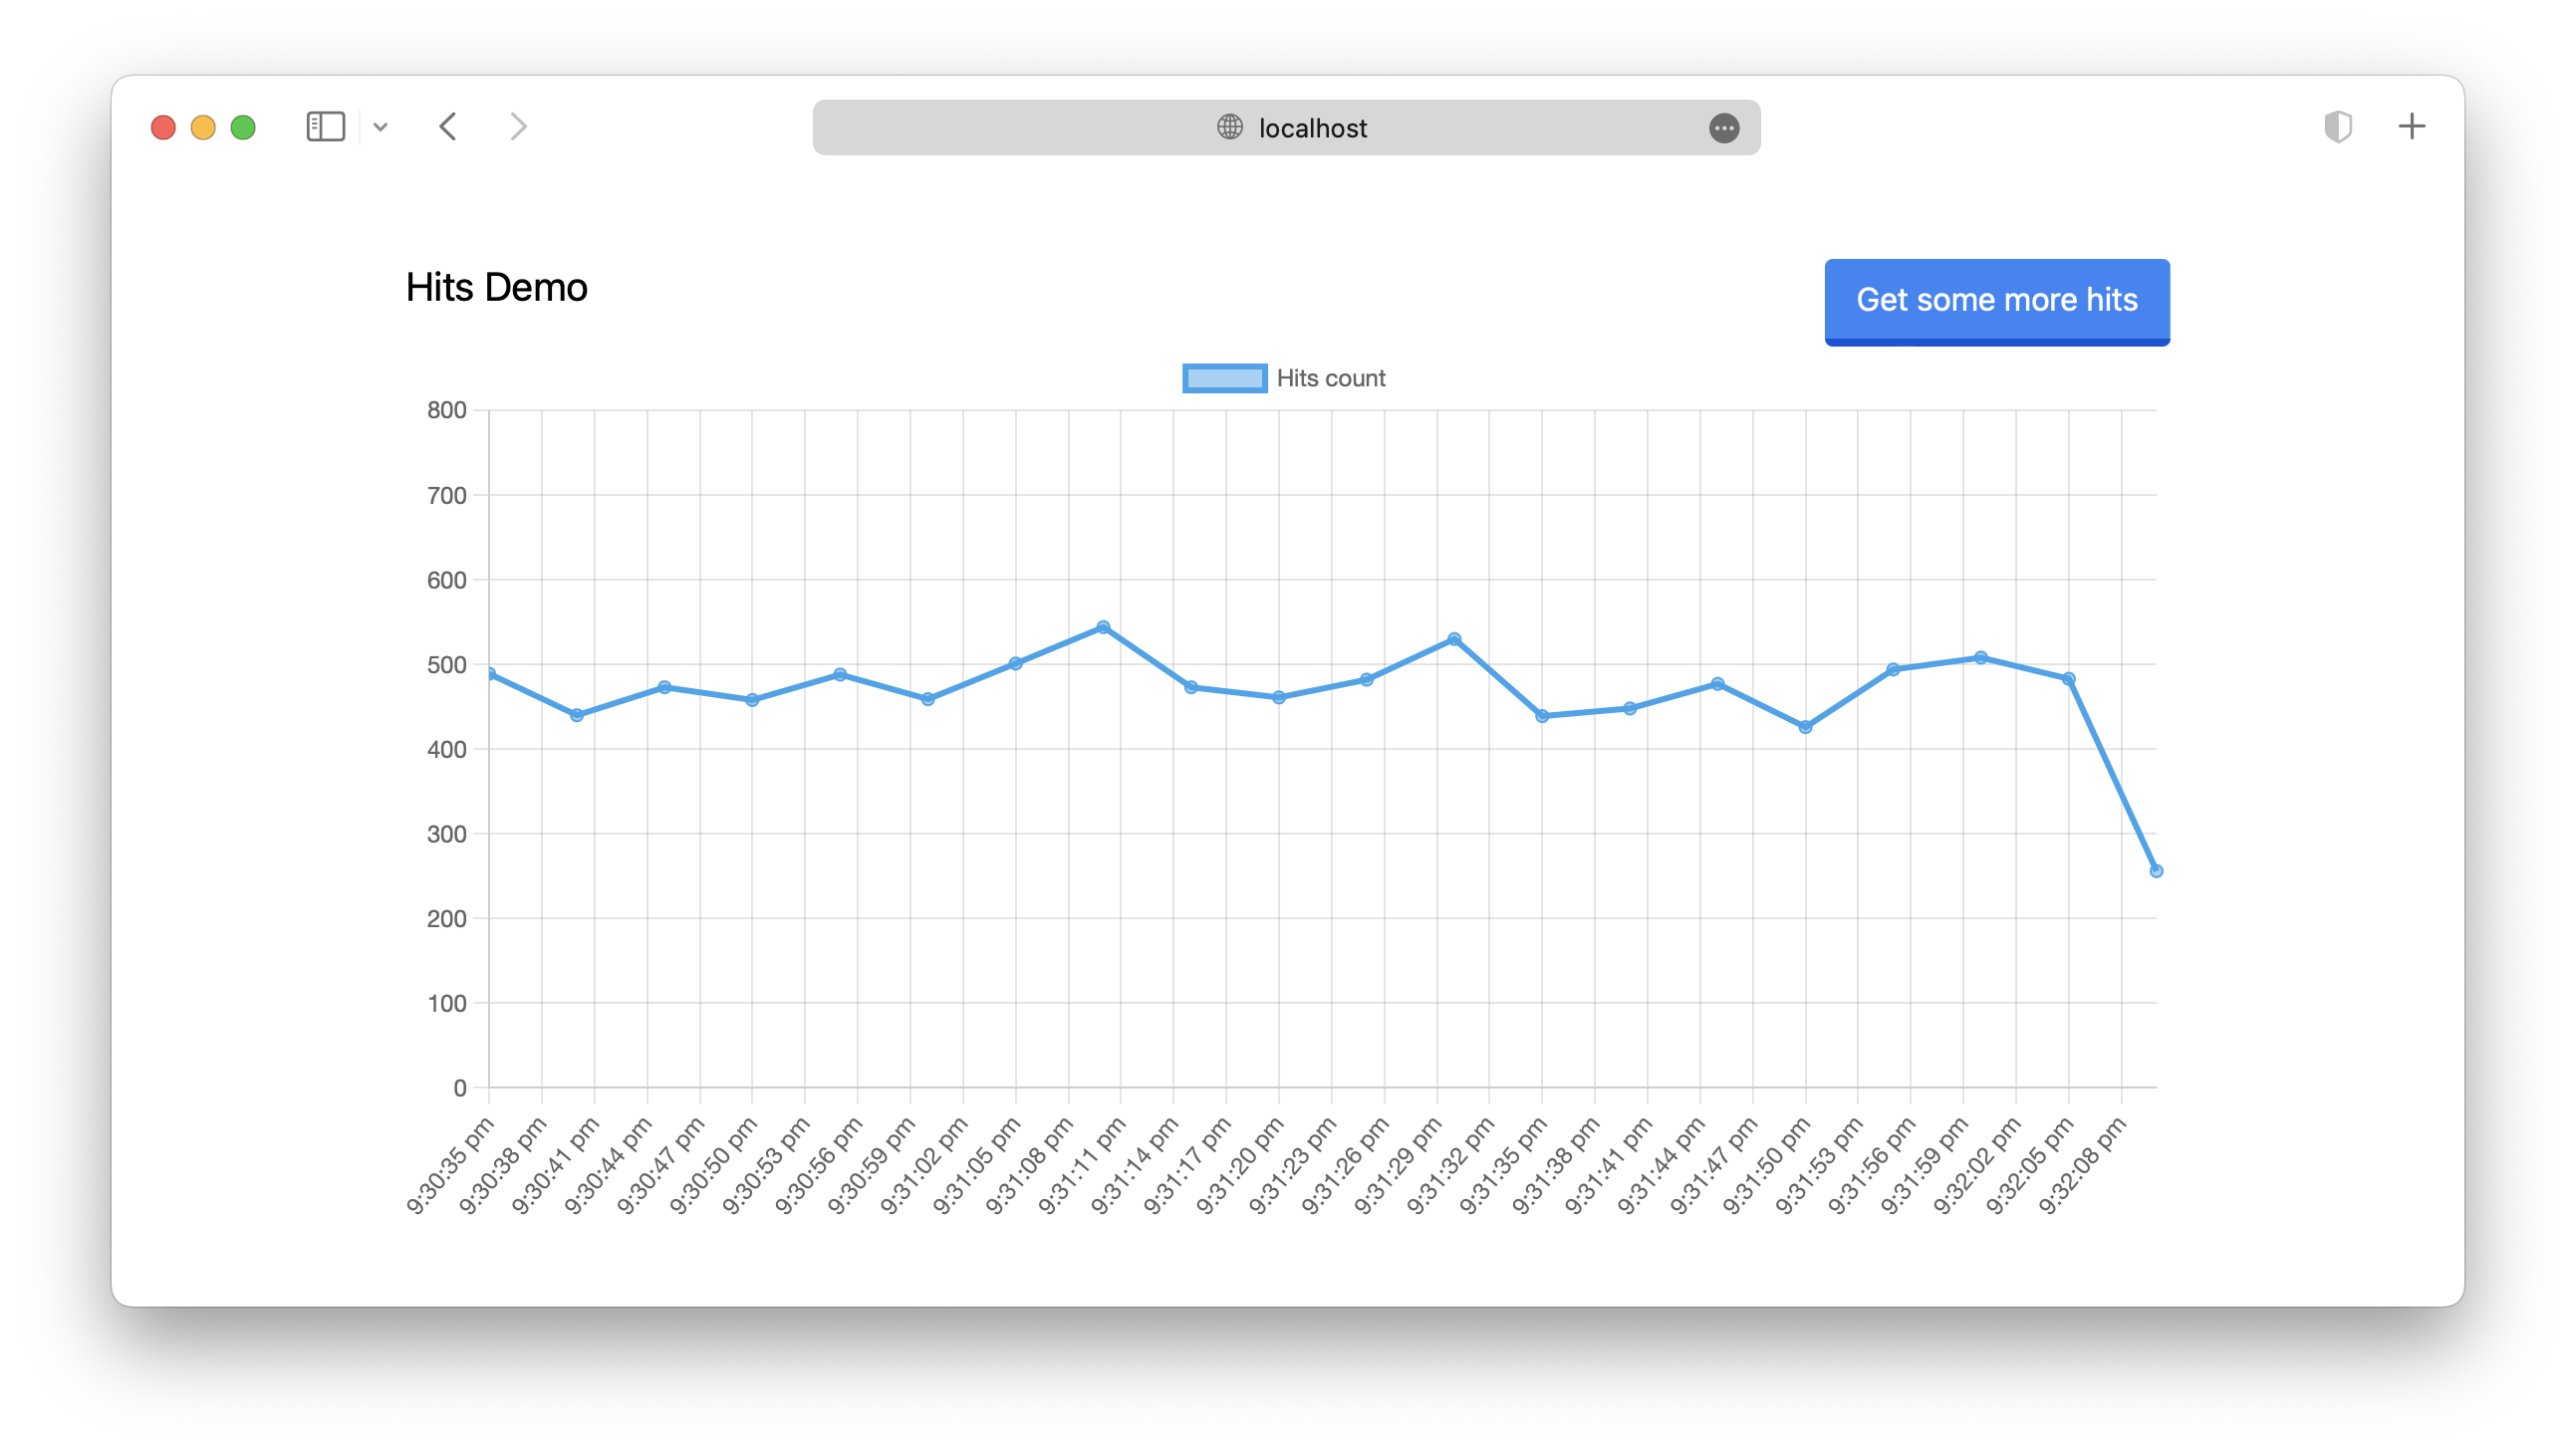 localhost
Hits Demo
Get some more hits
Hits count
800
700
600
500
400
300
200
100
0
9:30:35 pm
9:30:38 pm
9:30:41 pm
9:30:44 pm
9:30:47 pm
9:30:50 pm
9:30:53 pm
9:30:56 pm
9:30:59 pm
9:31:02 pm
9:31:05 pm
9:31:08 pm
9:31:11 pm
9:31:14 pm
9:31:17 pm
9:31:20 pm
9:31:23 pm
9:31:26 pm
9:31:29 pm
9:31:32 pm
9:31:35 pm
9:31:38 pm
9:31:41 pm
9:31:44 pm
9:31:47 pm
9:31:50 pm
9:31:53 pm
9:31:56 pm
9:31:59 pm
9:32:02 pm
9:32:05 pm
9:32:08 pm